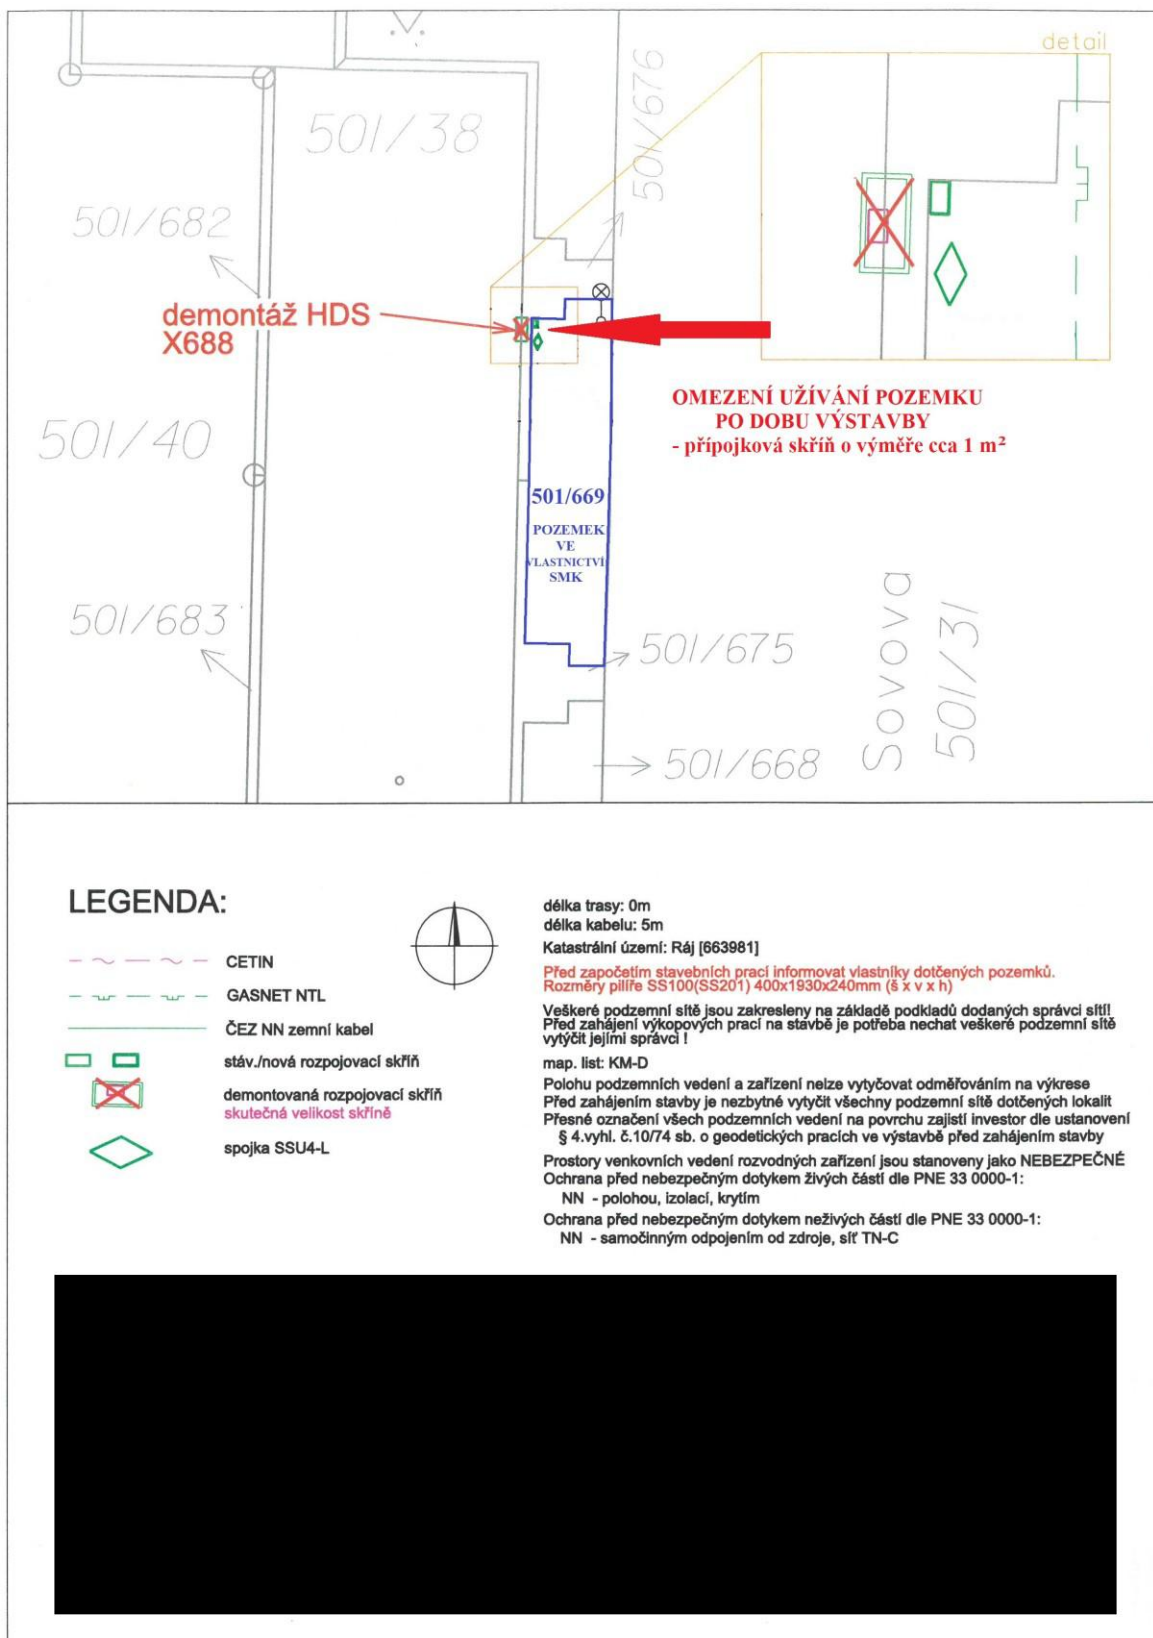 detail
501/38
501/676
501/682
demontáž HDS
X688
OMEZENÍ UŽÍVÁNÍ POZEMKU
PO DOBU VÝSTAVBY
- přípojková skříň o výměře cca 1 m²
501/40
501/669
POZEMEK
VE
VLASTNICTVÍ
SMK
501/683
501/675
Sovova
501/31
501/668
LEGENDA:
CETIN
GASNET NTL
ČEZ NN zemní kabel
stáv./nová rozpojovací skříň
demontovaná rozpojovací skříň
skutečná velikost skříně
spojka SSU4-L
délka trasy: 0m
délka kabelu: 5m
Katastrální území: Ráj [663981]
Před započetím stavebních prací informovat vlastníky dotčených pozemků.
Rozměry pilíře SS100(SS201) 400x1930x240mm (š x v x h)
Veškeré podzemní sítě jsou zakresleny na základě podkladů dodaných správci sítí!
Před zahájení výkopových prací na stavbě je potřeba nechat veškeré podzemní sítě
vytýčit jejími správci !
map. list: KM-D
Polohu podzemních vedení a zařízení nelze vytyčovat odměřováním na výkrese
Před zahájením stavby je nezbytné vytýčit všechny podzemní sítě dotčených lokalit
Přesné označení všech podzemních vedení na povrchu zajistí investor dle ustanovení
§ 4.vyhl. č.10/74 sb. o geodetických pracích ve výstavbě před zahájením stavby
Prostory venkovních vedení rozvodných zařízení jsou stanoveny jako NEBEZPEČNÉ
Ochrana před nebezpečným dotykem živých částí dle PNE 33 0000-1:
NN - polohou, izolací, krytím
Ochrana před nebezpečným dotykem neživých částí dle PNE 33 0000-1:
NN - samočinným odpojením od zdroje, síť TN-C